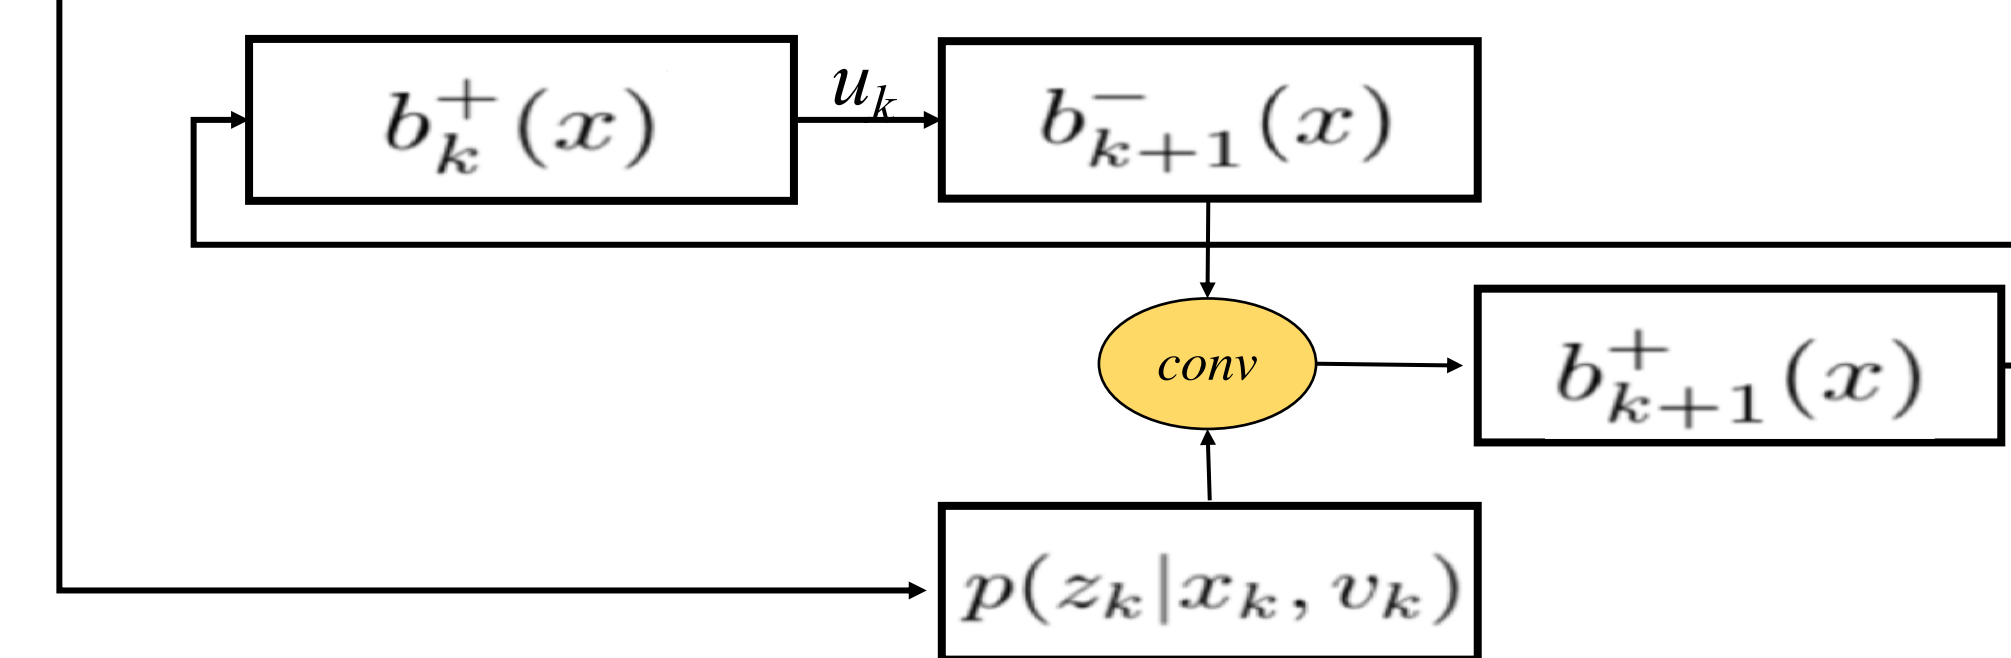 b_k^+(x)
u_k
b_{k+1}^-(x)
conv
b_{k+1}^+(x)
p(z_k|x_k, v_k)